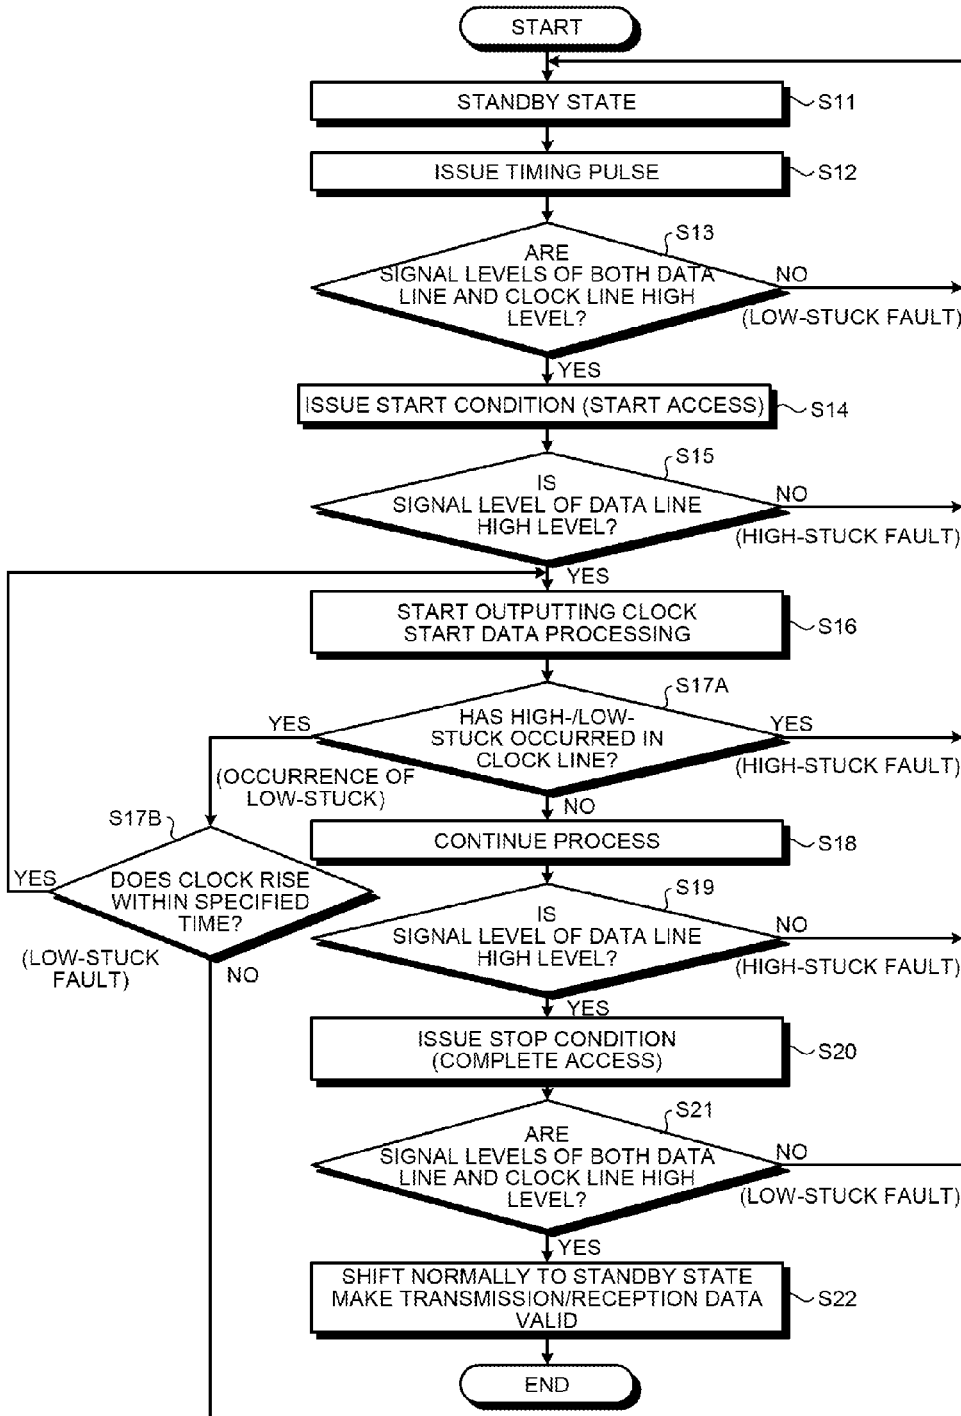 START
STANDBY STATE
S11
ISSUE TIMING PULSE
S12
S13
ARE
SIGNAL LEVELS OF BOTH DATA
LINE AND CLOCK LINE HIGH
LEVEL?
NO
(LOW-STUCK FAULT)
YES
ISSUE START CONDITION (START ACCESS)
S14
S15
IS
SIGNAL LEVEL OF DATA LINE
HIGH LEVEL?
NO
(HIGH-STUCK FAULT)
YES
START OUTPUTTING CLOCK
START DATA PROCESSING
S16
S17A
HAS HIGH-/LOW-
STUCK OCCURRED IN
CLOCK LINE?
YES
(OCCURRENCE OF
LOW-STUCK)
YES
(HIGH-STUCK FAULT)
NO
S17B
DOES CLOCK RISE
WITHIN SPECIFIED
TIME?
YES
(LOW-STUCK
FAULT)
NO
CONTINUE PROCESS
S18
S19
IS
SIGNAL LEVEL OF DATA LINE
HIGH LEVEL?
NO
(HIGH-STUCK FAULT)
YES
ISSUE STOP CONDITION
(COMPLETE ACCESS)
S20
S21
ARE
SIGNAL LEVELS OF BOTH DATA
LINE AND CLOCK LINE HIGH
LEVEL?
NO
(LOW-STUCK FAULT)
YES
SHIFT NORMALLY TO STANDBY STATE
MAKE TRANSMISSION/RECEPTION DATA
VALID
S22
END